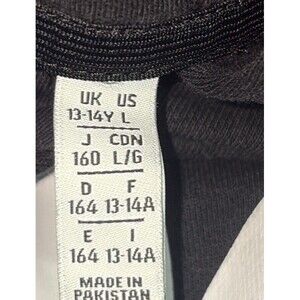 UK US
13-14Y L
J CDN
160 L/G
D F
164 13-14A
E I
164 13-14A
MADE IN
PAKISTAN